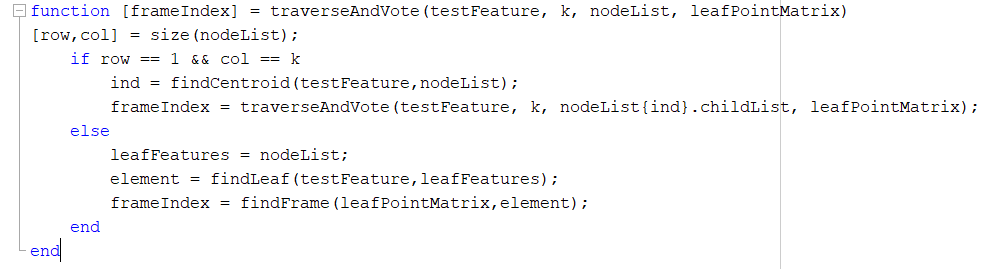 function [frameIndex] = traverseAndVote(testFeature, k, nodeList, leafPointMatrix)
[row,col] = size(nodeList);
if row == 1 && col == k
ind = findCentroid(testFeature,nodeList);
frameIndex = traverseAndVote(testFeature, k, nodeList{ind}.childList, leafPointMatrix);
else
leafFeatures = nodeList;
element = findLeaf(testFeature,leafFeatures);
frameIndex = findFrame(leafPointMatrix,element);
end
end